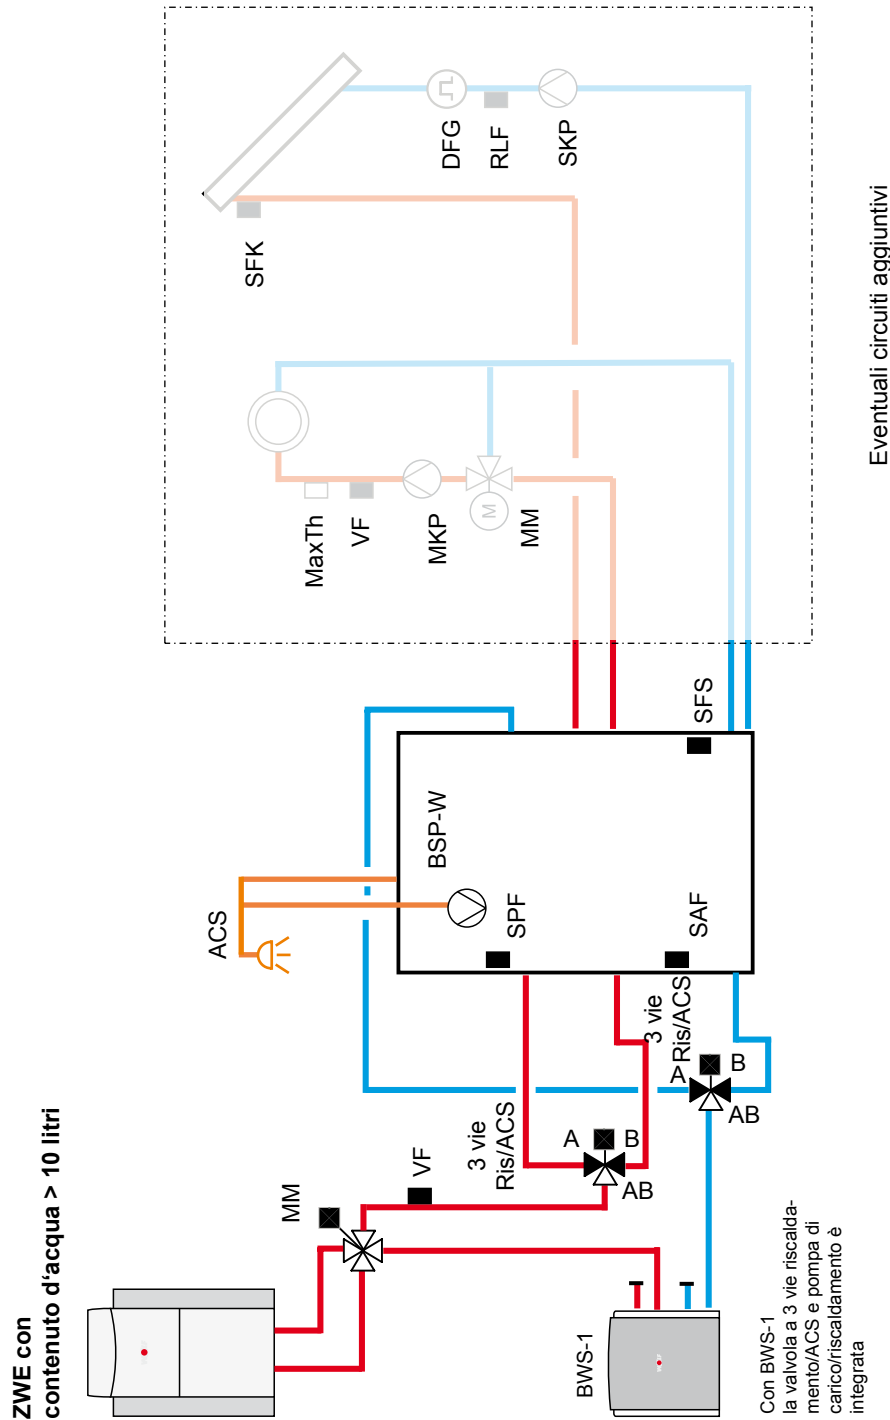 ZWE con
contenuto d'acqua > 10 litri
BWS-1
Con BWS-1
la valvola a 3 vie riscalda-
mento/ACS e pompa di
carico/riscaldamento è
integrata
MM
VF
3 vie
Ris/ACS
A
B
AB
3 vie
Ris/ACS
A
B
AB
ACS
SPF
BSP-W
SAF
SFS
MaxTh
VF
MKP
M
MM
SFK
DFG
RLF
SKP
Eventuali circuiti aggiuntivi